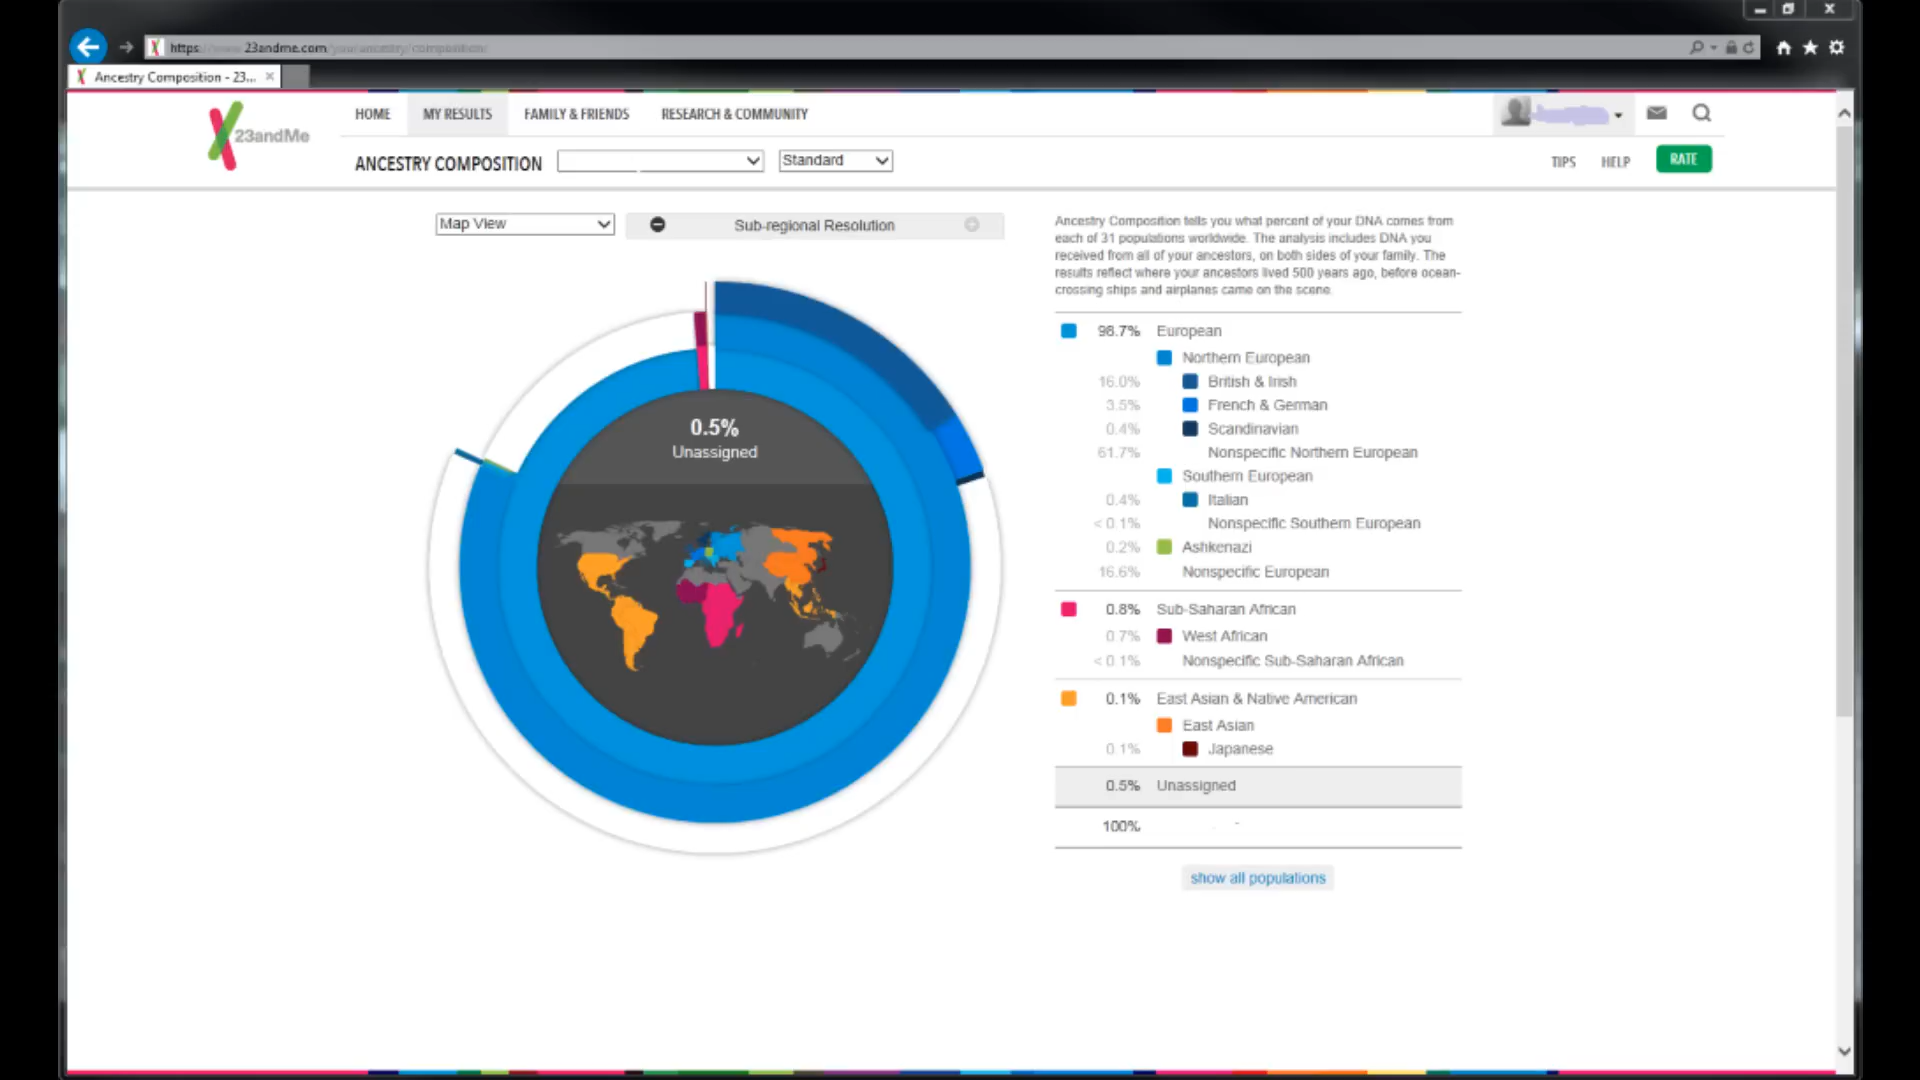 https://www.23andme.com/your/ancestry/composition/
Ancestry Composition - 23...
23andMe
HOME MY RESULTS FAMILY & FRIENDS RESEARCH & COMMUNITY
ANCESTRY COMPOSITION Standard TIPS HELP RATE
Map View Sub-regional Resolution
0.5%
Unassigned
Ancestry Composition tells you what percent of your DNA comes from
each of 31 populations worldwide. The analysis includes DNA you
received from all of your ancestors, on both sides of your family. The
results reflect where your ancestors lived 500 years ago, before ocean-
crossing ships and airplanes came on the scene.
98.7% European
Northern European
16.0% British & Irish
3.5% French & German
0.4% Scandinavian
61.7% Nonspecific Northern European
Southern European
0.4% Italian
< 0.1% Nonspecific Southern European
0.2% Ashkenazi
16.6% Nonspecific European
0.8% Sub-Saharan African
0.7% West African
< 0.1% Nonspecific Sub-Saharan African
0.1% East Asian & Native American
East Asian
0.1% Japanese
0.5% Unassigned
100%
show all populations